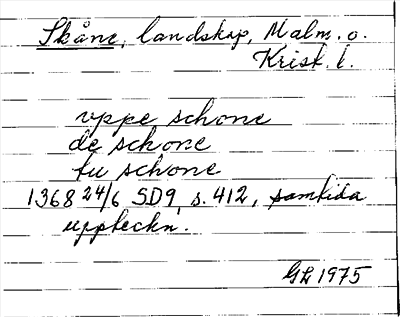 Skåne, landskap, Malm. o.
Krist. l.
vppe schone
de schone
tu schone
1368 24/6 SD9, s. 412, samtida
uppteckn.
GL 1975